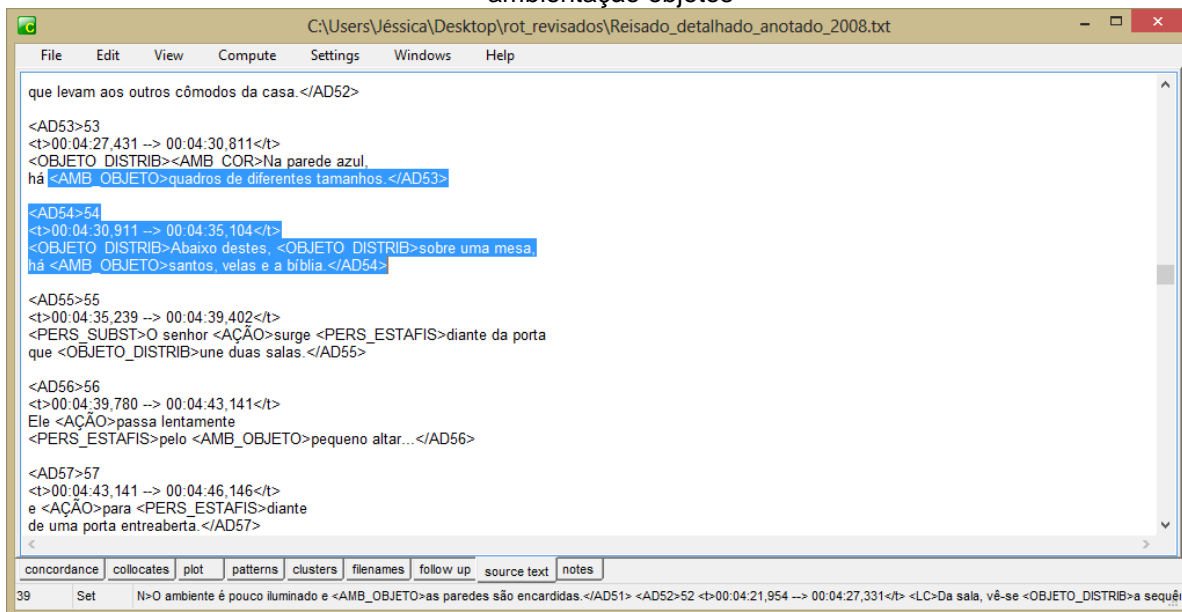 ambientação objetos
C:\Users\Jéssica\Desktop\rot_revisados\Reisado_detalhado_anotado_2008.txt
File Edit View Compute Settings Windows Help
que levam aos outros cômodos da casa.</AD52>
<AD53>53
<t>00:04:27,431 --> 00:04:30,811</t>
<OBJETO_DISTRIB><AMB_COR>Na parede azul,
há <AMB_OBJETO>quadros de diferentes tamanhos.</AD53>
<AD54>54
<t>00:04:30,911 --> 00:04:35,104</t>
<OBJETO_DISTRIB>Abaixo destes, <OBJETO_DISTRIB>sobre uma mesa,
há <AMB_OBJETO>santos, velas e a bíblia.</AD54>
<AD55>55
<t>00:04:35,239 --> 00:04:39,402</t>
<PERS_SUBST>O senhor <AÇÃO>surge <PERS_ESTAFIS>diante da porta
que <OBJETO_DISTRIB>une duas salas.</AD55>
<AD56>56
<t>00:04:39,780 --> 00:04:43,141</t>
Ele <AÇÃO>passa lentamente
<PERS_ESTAFIS>pelo <AMB_OBJETO>pequeno altar...</AD56>
<AD57>57
<t>00:04:43,141 --> 00:04:46,146</t>
e <AÇÃO>para <PERS_ESTAFIS>diante
de uma porta entreaberta.</AD57>
concordance collocates plot patterns clusters filenames follow up source text notes
39 Set N>O ambiente é pouco iluminado e <AMB_OBJETO>as paredes são encardidas.</AD51> <AD52>52 <t>00:04:21,954 --> 00:04:27,331</t> <LC>Da sala, vê-se <OBJETO_DISTRIB>a